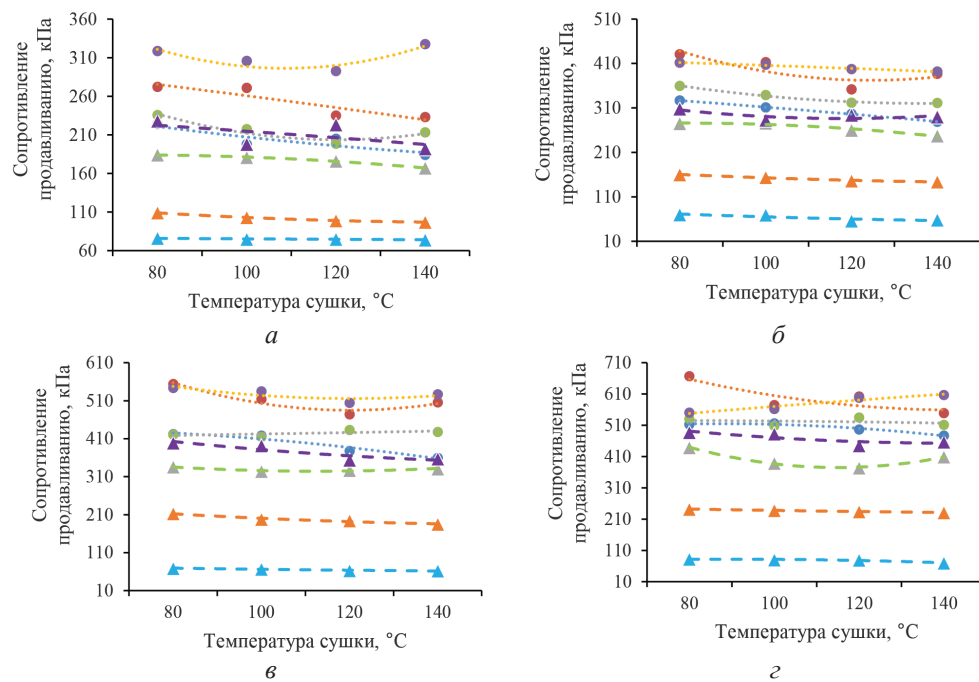 Сопротивление
продавливанию, кПа
360
310
260
210
160
110
60
80 100 120 140
Температура сушки, °С
а
Сопротивление
продавливанию, кПа
510
410
310
210
110
10
80 100 120 140
Температура сушки, °С
б
Сопротивление
продавливанию, кПа
610
510
410
310
210
110
10
80 100 120 140
Температура сушки, °С
в
Сопротивление
продавливанию, кПа
710
610
510
410
310
210
110
10
80 100 120 140
Температура сушки, °С
г